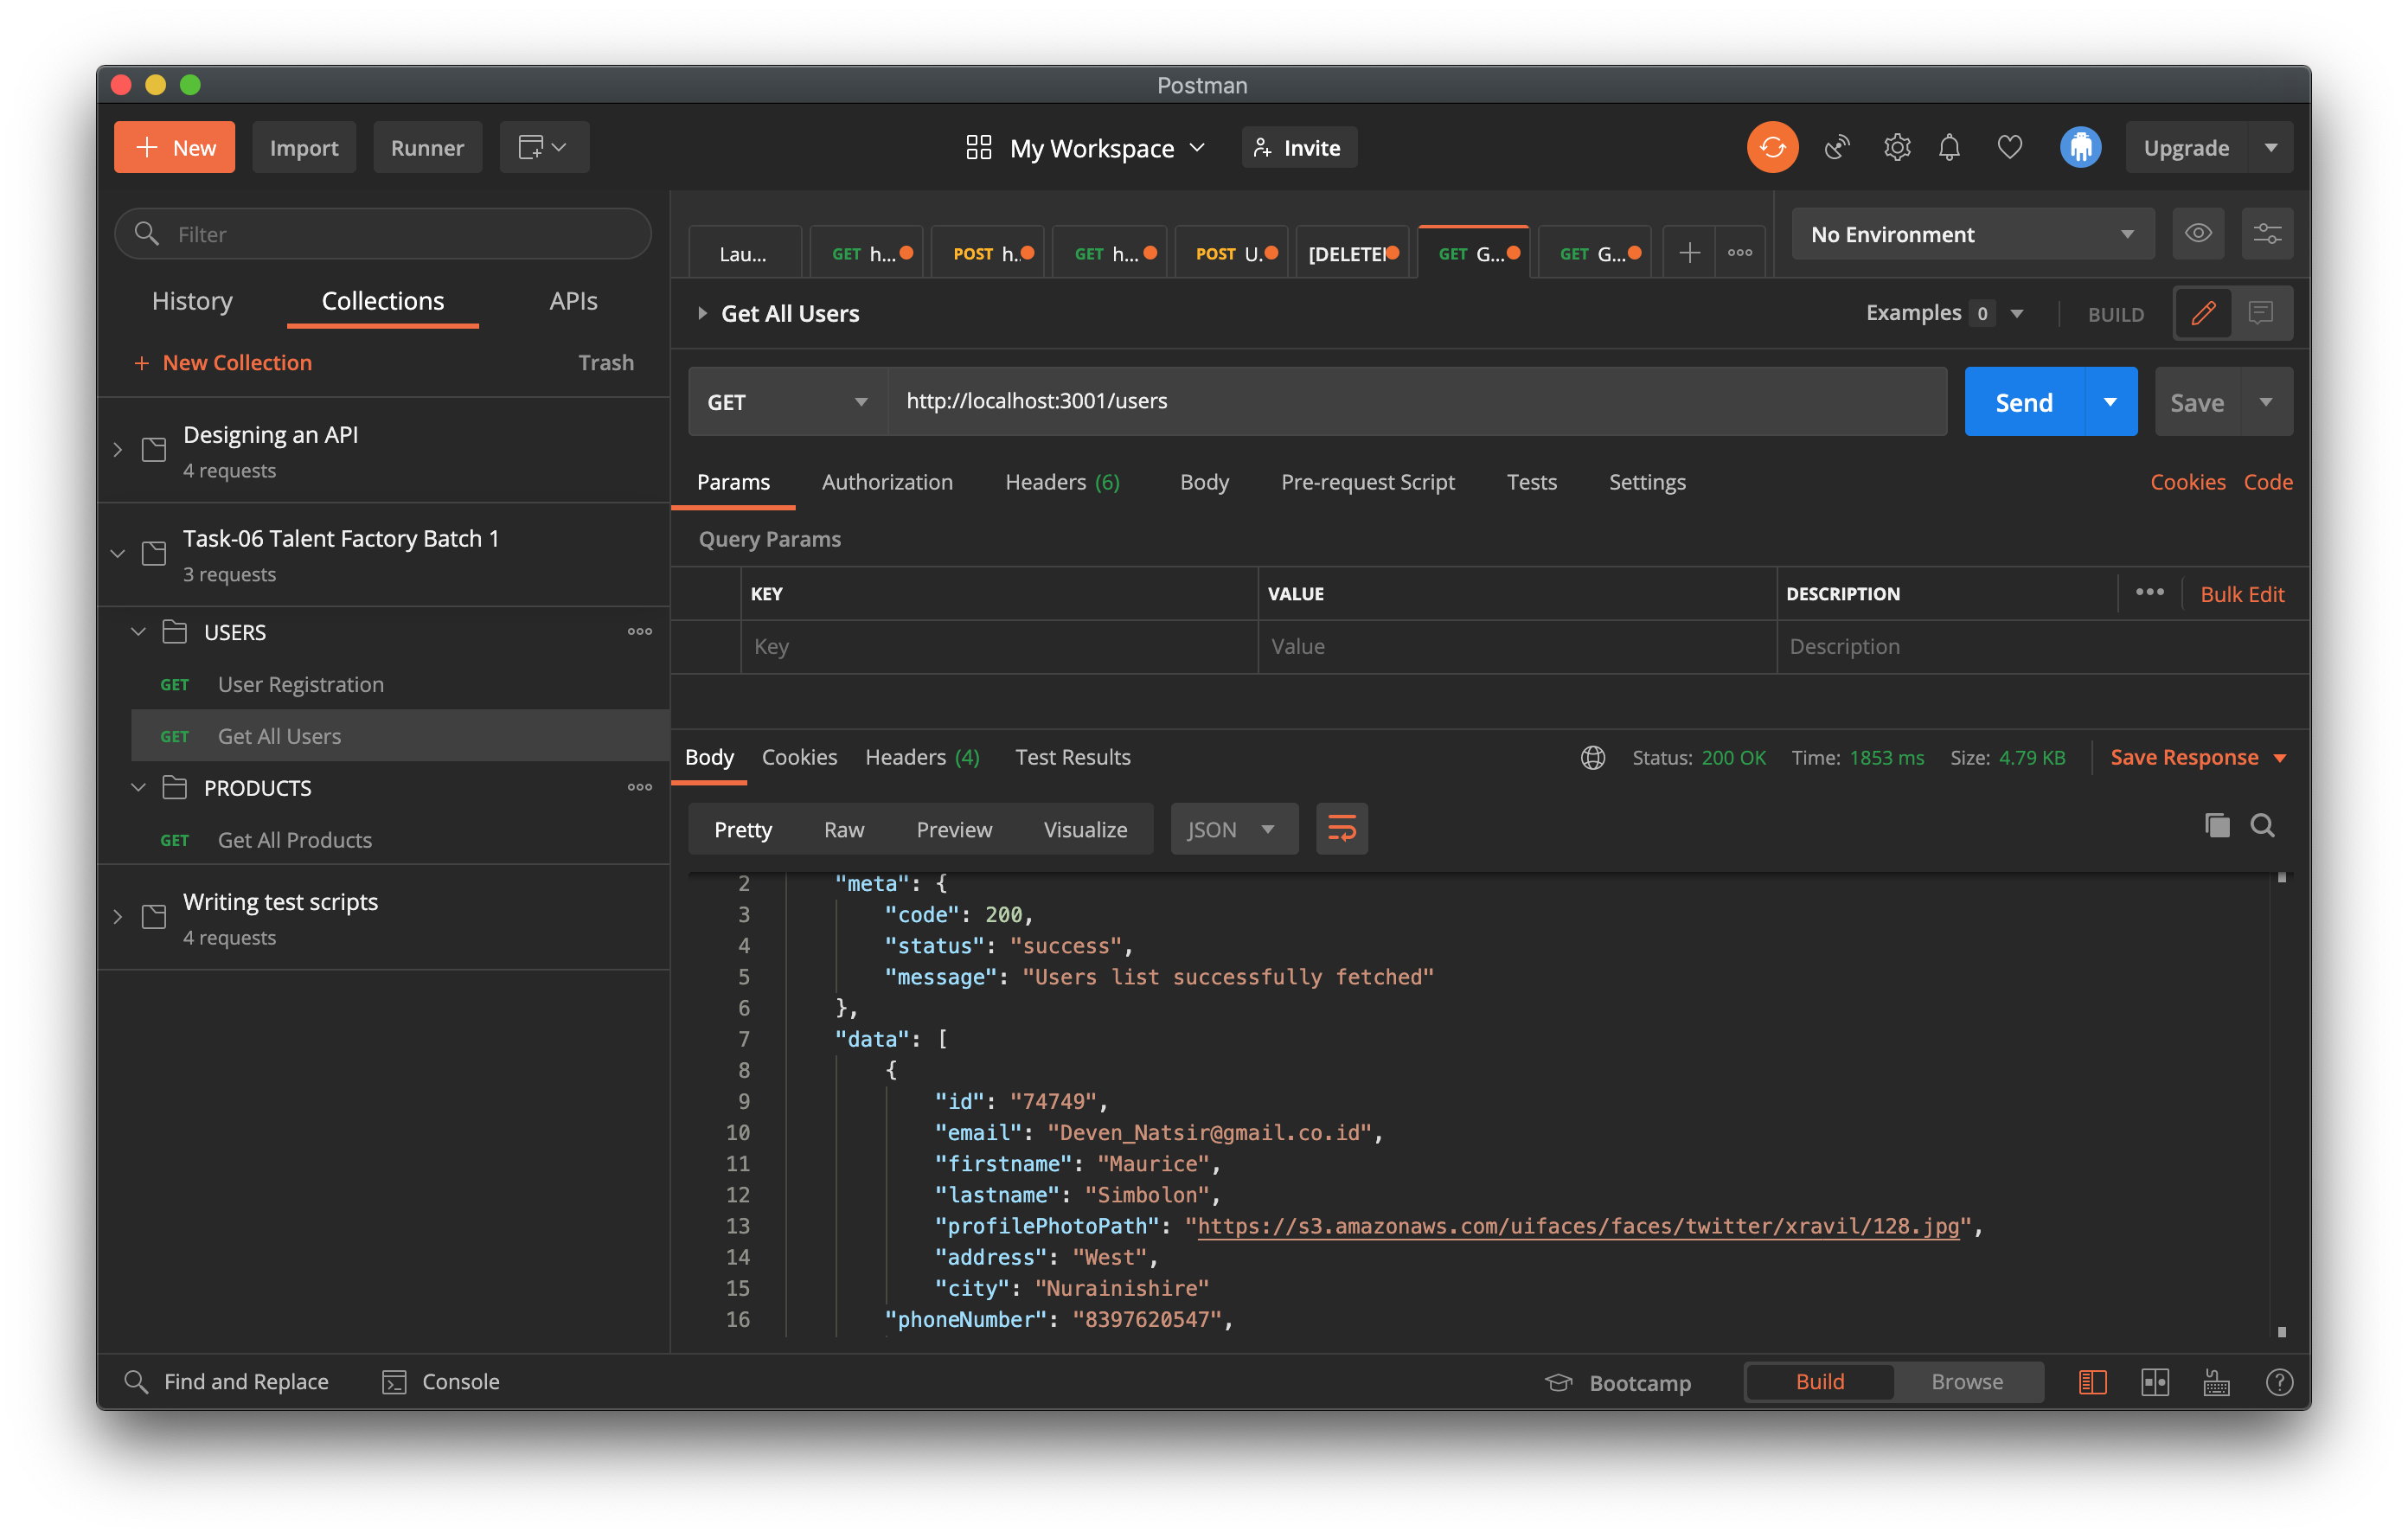 Postman
New
Import
Runner
My Workspace
Invite
Upgrade
Filter
History
Collections
APIs
+ New Collection
Trash
Designing an API
4 requests
Task-06 Talent Factory Batch 1
3 requests
USERS
GET User Registration
GET Get All Users
PRODUCTS
GET Get All Products
Writing test scripts
4 requests
Lau...
GET h...
POST h..
GET h...
POST U.
[DELETE]
GET G...
GET G...
No Environment
Get All Users
Examples 0
BUILD
GET
http://localhost:3001/users
Send
Save
Params
Authorization
Headers (6)
Body
Pre-request Script
Tests
Settings
Cookies
Code
Query Params
KEY
VALUE
DESCRIPTION
Bulk Edit
Key
Value
Description
Body
Cookies
Headers (4)
Test Results
Status: 200 OK
Time: 1853 ms
Size: 4.79 KB
Save Response
Pretty
Raw
Preview
Visualize
JSON
2 "meta": {
3 "code": 200,
4 "status": "success",
5 "message": "Users list successfully fetched"
6 },
7 "data": [
8 {
9 "id": "74749",
10 "email": "Deven_Natsir@gmail.co.id",
11 "firstname": "Maurice",
12 "lastname": "Simbolon",
13 "profilePhotoPath": "https://s3.amazonaws.com/uifaces/faces/twitter/xravil/128.jpg",
14 "address": "West",
15 "city": "Nurainishire"
16 "phoneNumber": "8397620547",
Find and Replace
Console
Bootcamp
Build
Browse